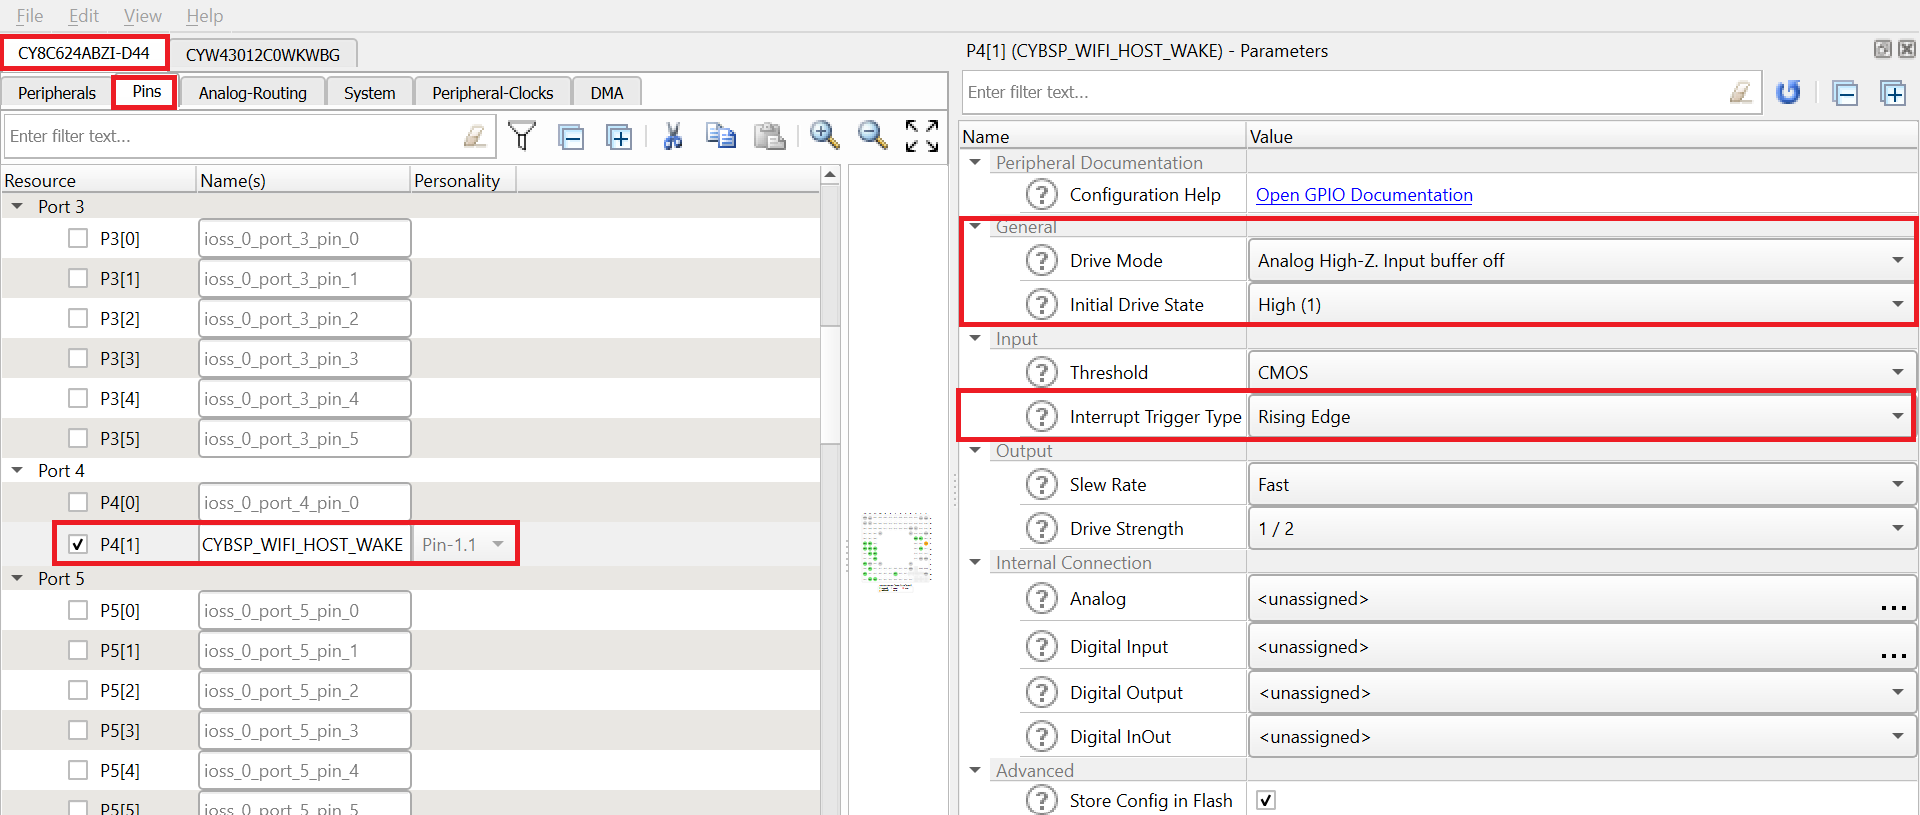 File Edit View Help
CY8C624ABZI-D44 CYW43012C0WKWBG
Peripherals Pins Analog-Routing System Peripheral-Clocks DMA
Enter filter text...
Resource Name(s) Personality
Port 3
P3[0] ioss_0_port_3_pin_0
P3[1] ioss_0_port_3_pin_1
P3[2] ioss_0_port_3_pin_2
P3[3] ioss_0_port_3_pin_3
P3[4] ioss_0_port_3_pin_4
P3[5] ioss_0_port_3_pin_5
Port 4
P4[0] ioss_0_port_4_pin_0
P4[1] CYBSP_WIFI_HOST_WAKE Pin-1.1
Port 5
P5[0] ioss_0_port_5_pin_0
P5[1] ioss_0_port_5_pin_1
P5[2] ioss_0_port_5_pin_2
P5[3] ioss_0_port_5_pin_3
P5[4] ioss_0_port_5_pin_4
P5[5] ioss_0_port_5_pin_5
P4[1] (CYBSP_WIFI_HOST_WAKE) - Parameters
Enter filter text...
Name Value
Peripheral Documentation
Configuration Help Open GPIO Documentation
General
Drive Mode Analog High-Z. Input buffer off
Initial Drive State High (1)
Input
Threshold CMOS
Interrupt Trigger Type Rising Edge
Output
Slew Rate Fast
Drive Strength 1 / 2
Internal Connection
Analog <unassigned> ...
Digital Input <unassigned> ...
Digital Output <unassigned>
Digital InOut <unassigned>
Advanced
Store Config in Flash